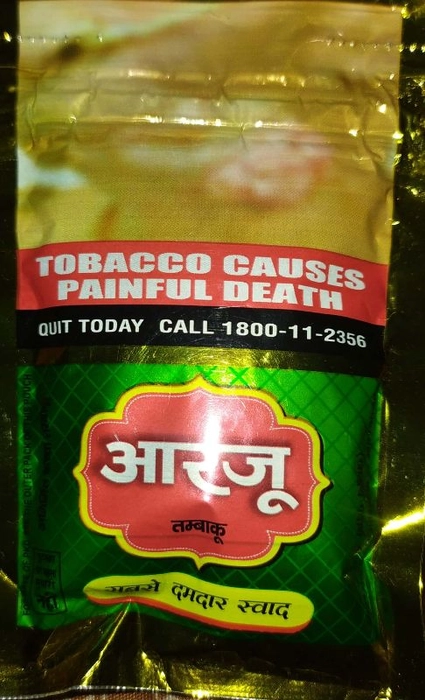 TOBACCO CAUSES
PAINFUL DEATH
QUIT TODAY CALL 1800-11-2356
आरजू
तम्बाकू
सबसे दमदार स्वाद